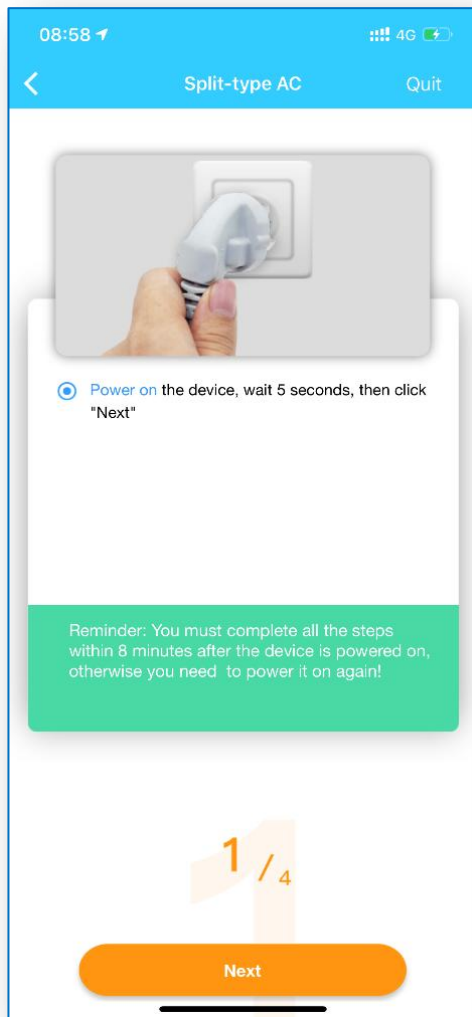 08:58 4G
Split-type AC Quit
Power on the device, wait 5 seconds, then click
"Next"
Reminder: You must complete all the steps
within 8 minutes after the device is powered on,
otherwise you need  to power it on again!
1 / 4
Next